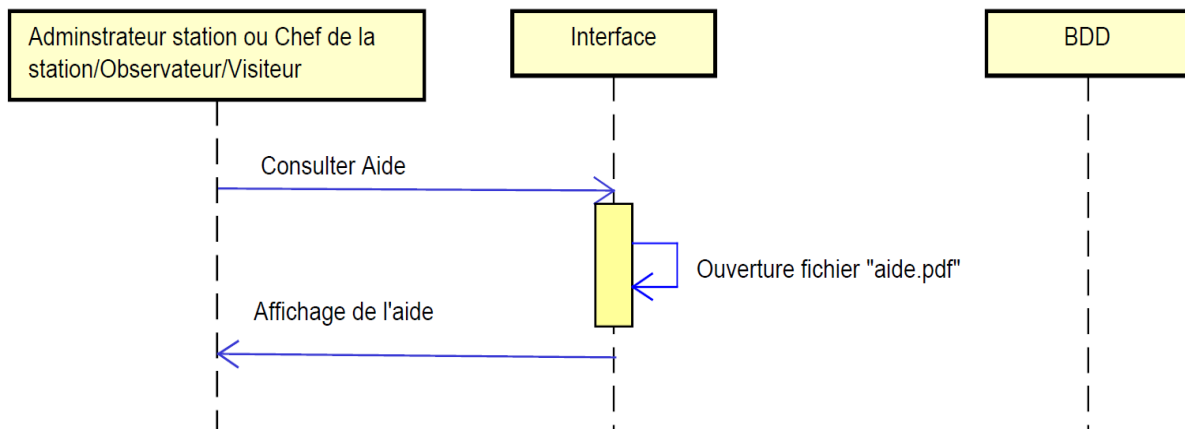 Adminstrateur station ou Chef de la
station/Observateur/Visiteur
Interface
BDD
Consulter Aide
Ouverture fichier "aide.pdf"
Affichage de l'aide